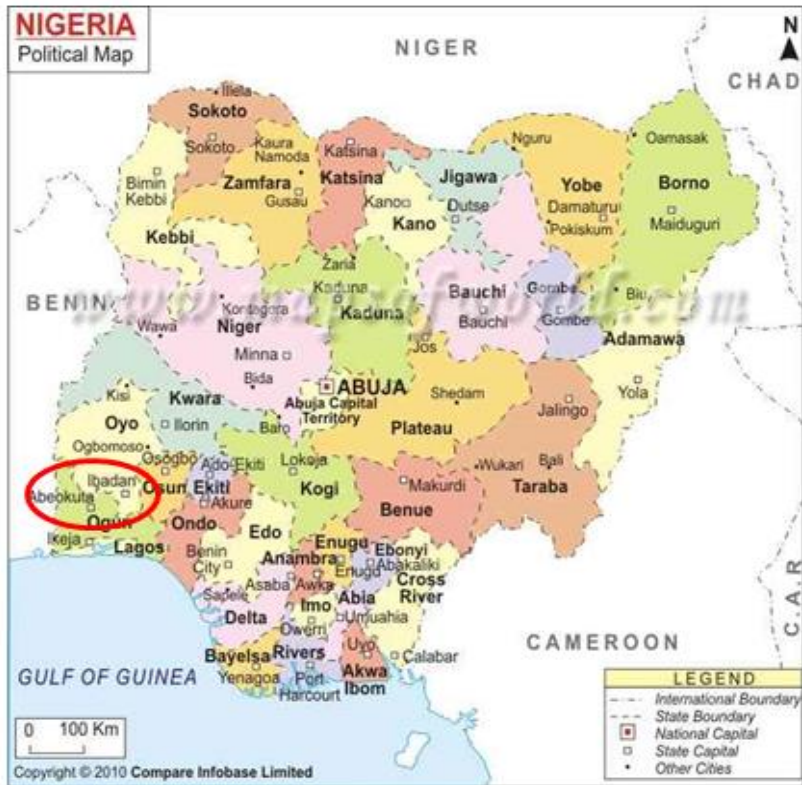 NIGERIA
Political Map
N
NIGER
CHAD
Illela
Sokoto
Sokoto
Kaura
Namoda
Katsina
Nguru
Oamasak
Bimin
Kebbi
Zamfara
Katsina
Jigawa
Yobe
Borno
Gusau
Kano
Dutse
Damaturu
Kano
Maiduguri
Kebbi
Pokiskum
Zaria
Kaduna
Bauchi
Gorabe
Biu
BENIN
www.mapsofworld.com
Kontagora
Kaduna
Bauchi
Gombe
Wawa
Niger
Adamawa
Minna
Jos
Kisi
Bida
ABUJA
Shedam
Yola
Kwara
Abuja Capital
Territory
Jalingo
Oyo
Ilorin
Baro
Plateau
Ogbomoso
Osogbo
Ado-Ekiti
Lokoja
Wukari
Bali
Ibadan
Osun
Ekiti
Kogi
Makurdi
Taraba
Abeokuta
Akure
Benue
Ogun
Ondo
Edo
Ikeja
Lagos
Enugu
Ebonyi
Benin
City
Anambra
Enugu
Abakaliki
Cross
River
Asaba
Awka
Sapele
Imo
Abia
Delta
Owerri
Umuahia
Bayelsa
Rivers
Uyo
Calabar
CAMEROON
C.A.R
GULF OF GUINEA
Yenagoa
Port
Harcourt
Akwa
Ibom
LEGEND
International Boundary
State Boundary
National Capital
State Capital
Other Cities
0 100 Km
Copyright © 2010 Compare Infobase Limited